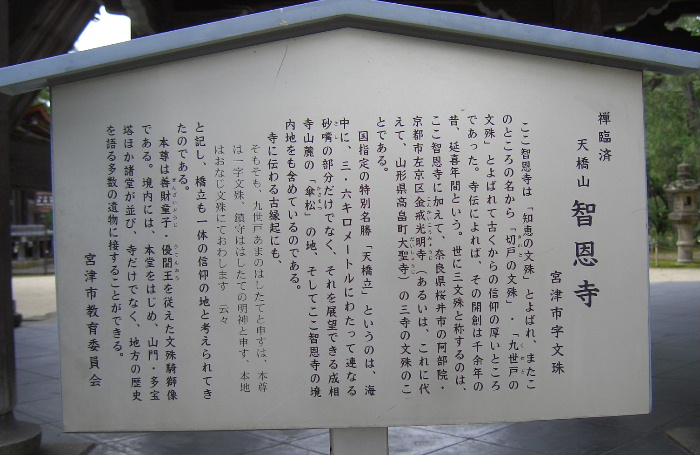 禅臨済
天橋山 智恩寺
宮津市字文殊
ここ智恩寺は「知恵の文殊」とよばれ、またこ
のところの名から「切戸の文殊」・「九世戸の
文殊」とよばれて古くからの信仰の厚いところ
であった。寺伝によれば、その開創は千余年の
昔、延喜年間という。世に三文殊と称するのは、
ここ智恩寺に加えて、奈良県桜井市の阿部院・
京都市左京区金戒光明寺（あるいは、これに代
えて、山形県高畠町大聖寺）の三寺の文殊のこ
とである。
国指定の特別名勝「天橋立」というのは、海
中に、三．六キロメートルにわたって連なる
砂嘴の部分だけでなく、それを展望できる成相
寺山麓の「傘松」の地、そしてここ智恩寺の境
内地をも含めているのである。
寺に伝わる古縁起にも、
そもそも、九世戸あまのはしたてと申すは、本尊
は一字文殊、鎮守ははしたての明神と申す、本地
はおなじ文殊にておわします 云々
と記し、橋立も一体の信仰の地と考えられてき
たのである。
本尊は善財童子・優闐王を従えた文殊騎獅像
である。境内には、本堂をはじめ、山門・多宝
塔ほか諸堂が並び、寺だけでなく、地方の歴史
を語る多数の遺物に接することができる。
宮津市教育委員会